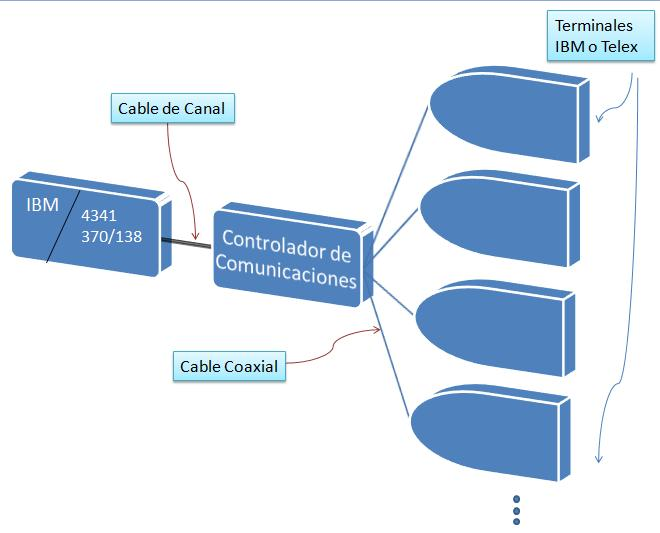 Terminales
IBM o Telex
Cable de Canal
IBM
4341
370/138
Controlador de
Comunicaciones
Cable Coaxial